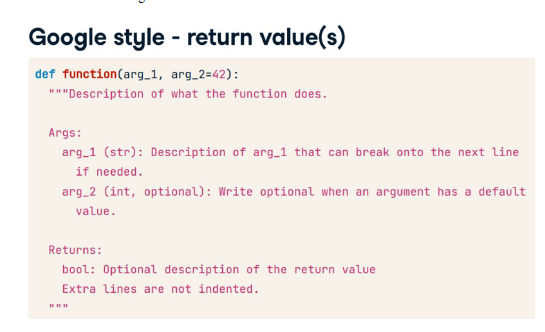 Google style - return value(s)
def function(arg_1, arg_2=42):
"""Description of what the function does.
Args:
arg_1 (str): Description of arg_1 that can break onto the next line
if needed.
arg_2 (int, optional): Write optional when an argument has a default
value.
Returns:
bool: Optional description of the return value
Extra lines are not indented.
"""